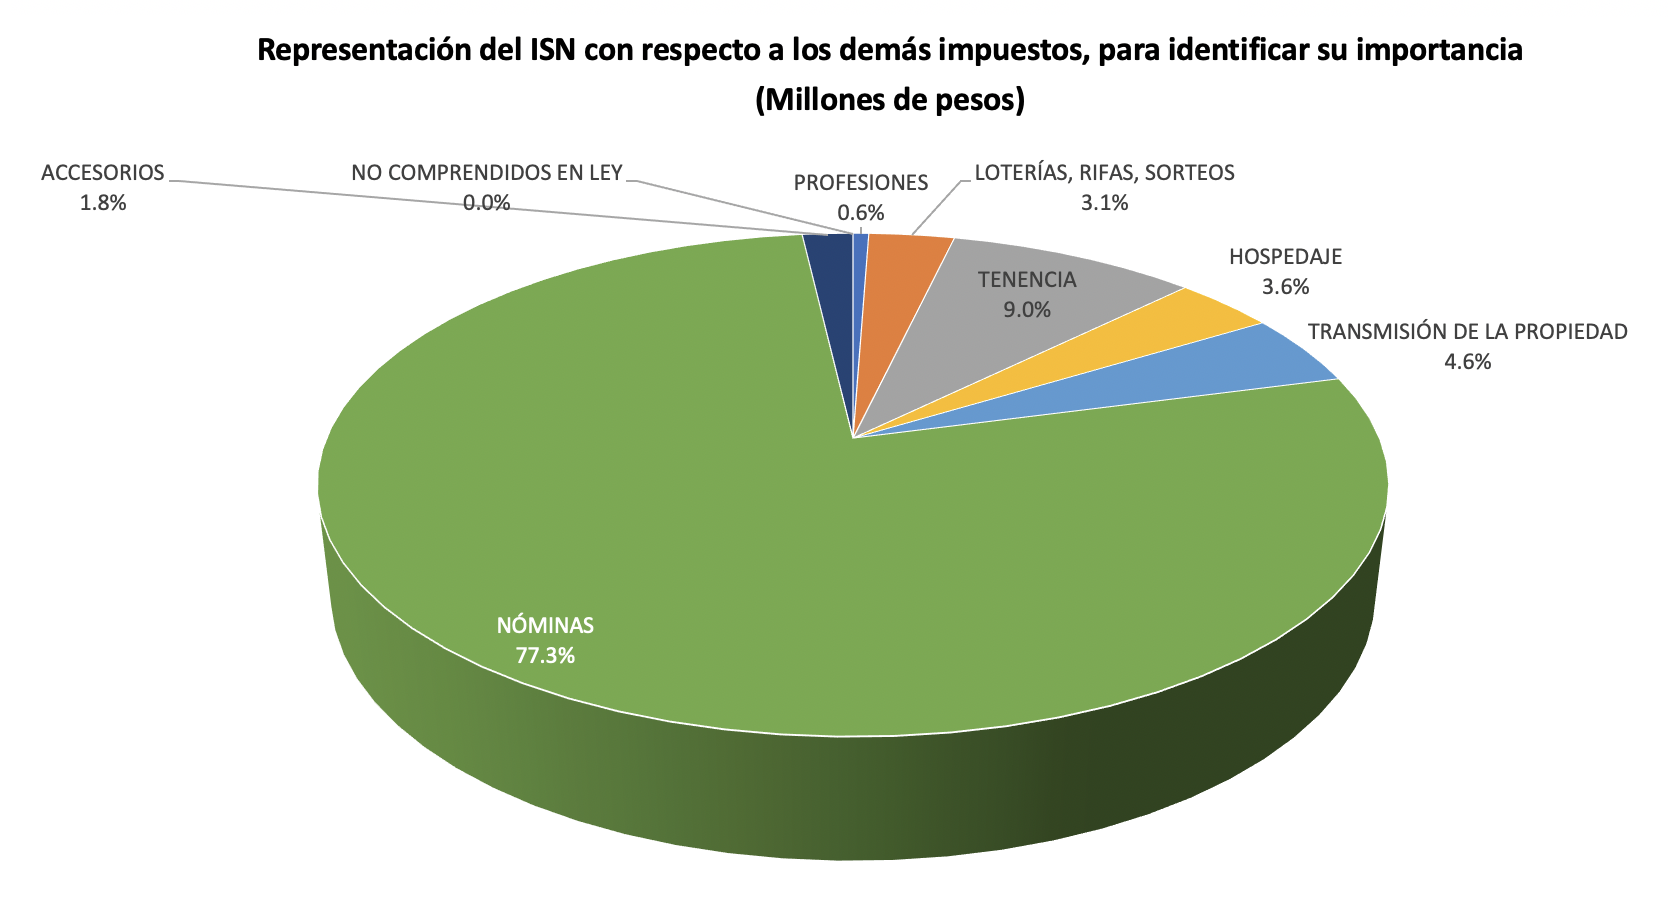 Representación del ISN con respecto a los demás impuestos, para identificar su importancia
(Millones de pesos)
ACCESORIOS
1.8%
NO COMPRENDIDOS EN LEY
0.0%
PROFESIONES
0.6%
LOTERÍAS, RIFAS, SORTEOS
3.1%
TENENCIA
9.0%
HOSPEDAJE
3.6%
TRANSMISIÓN DE LA PROPIEDAD
4.6%
NÓMINAS
77.3%